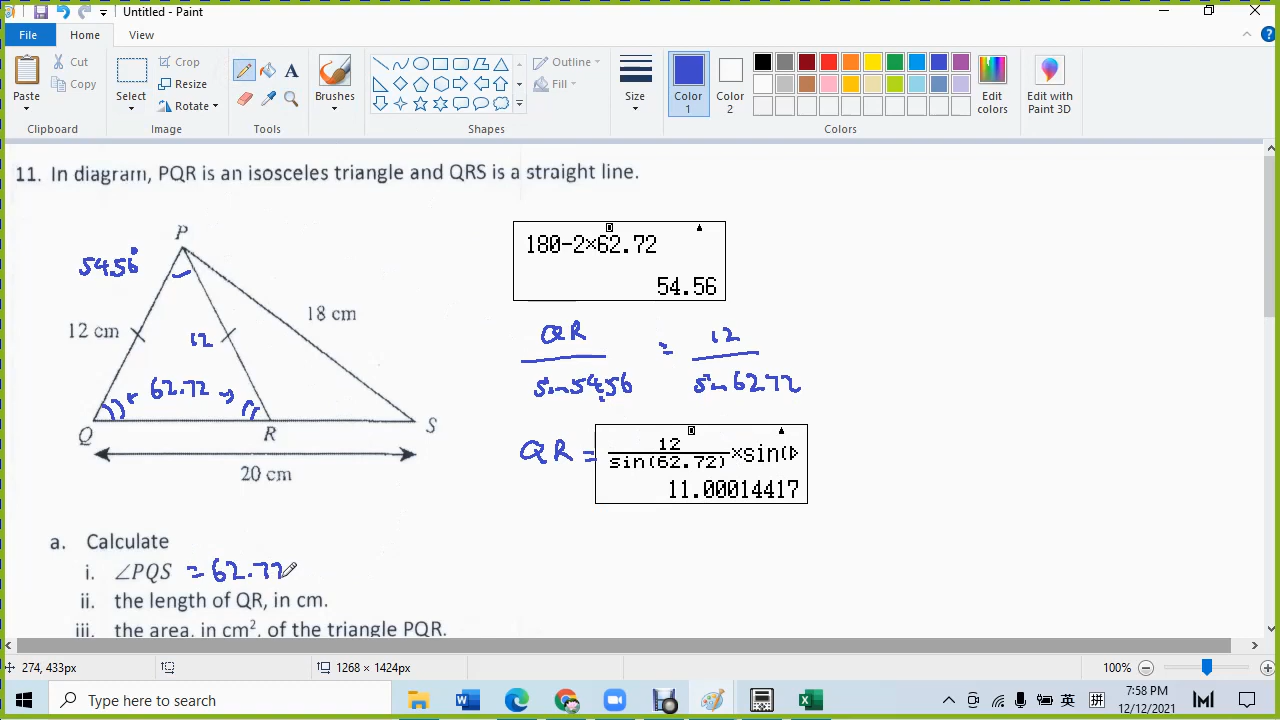 Untitled - Paint
File Home View
Paste Cut Copy Select Crop Resize Rotate A Brushes Outline Fill Size Color 1 Color 2 Edit colors Edit with Paint 3D
Clipboard Image Tools Shapes Colors
11. In diagram, PQR is an isosceles triangle and QRS is a straight line.
P
54.56°
12 cm
12
18 cm
62.72
Q
R
S
20 cm
180-2×62.72
54.56
QR = 12
sin54.56 sin62.72
QR =
12
sin(62.72) ×sin(
11.00014417
a. Calculate
i. ∠PQS = 62.72
ii. the length of QR, in cm.
iii. the area, in cm², of the triangle PQR.
274, 433px 1268 × 1424px 100%
Type here to search
英
拼
7:58 PM
12/12/2021